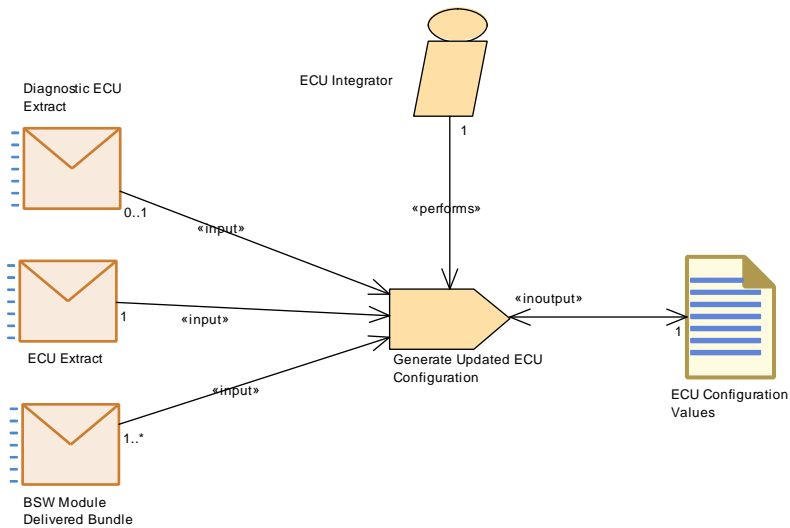 ECU Integrator
1
Diagnostic ECU
Extract
0..1
«input»
«performs»
ECU Extract
1
«input»
«inoutput»
1
Generate Updated ECU
Configuration
ECU Configuration
Values
«input»
1..*
BSW Module
Delivered Bundle